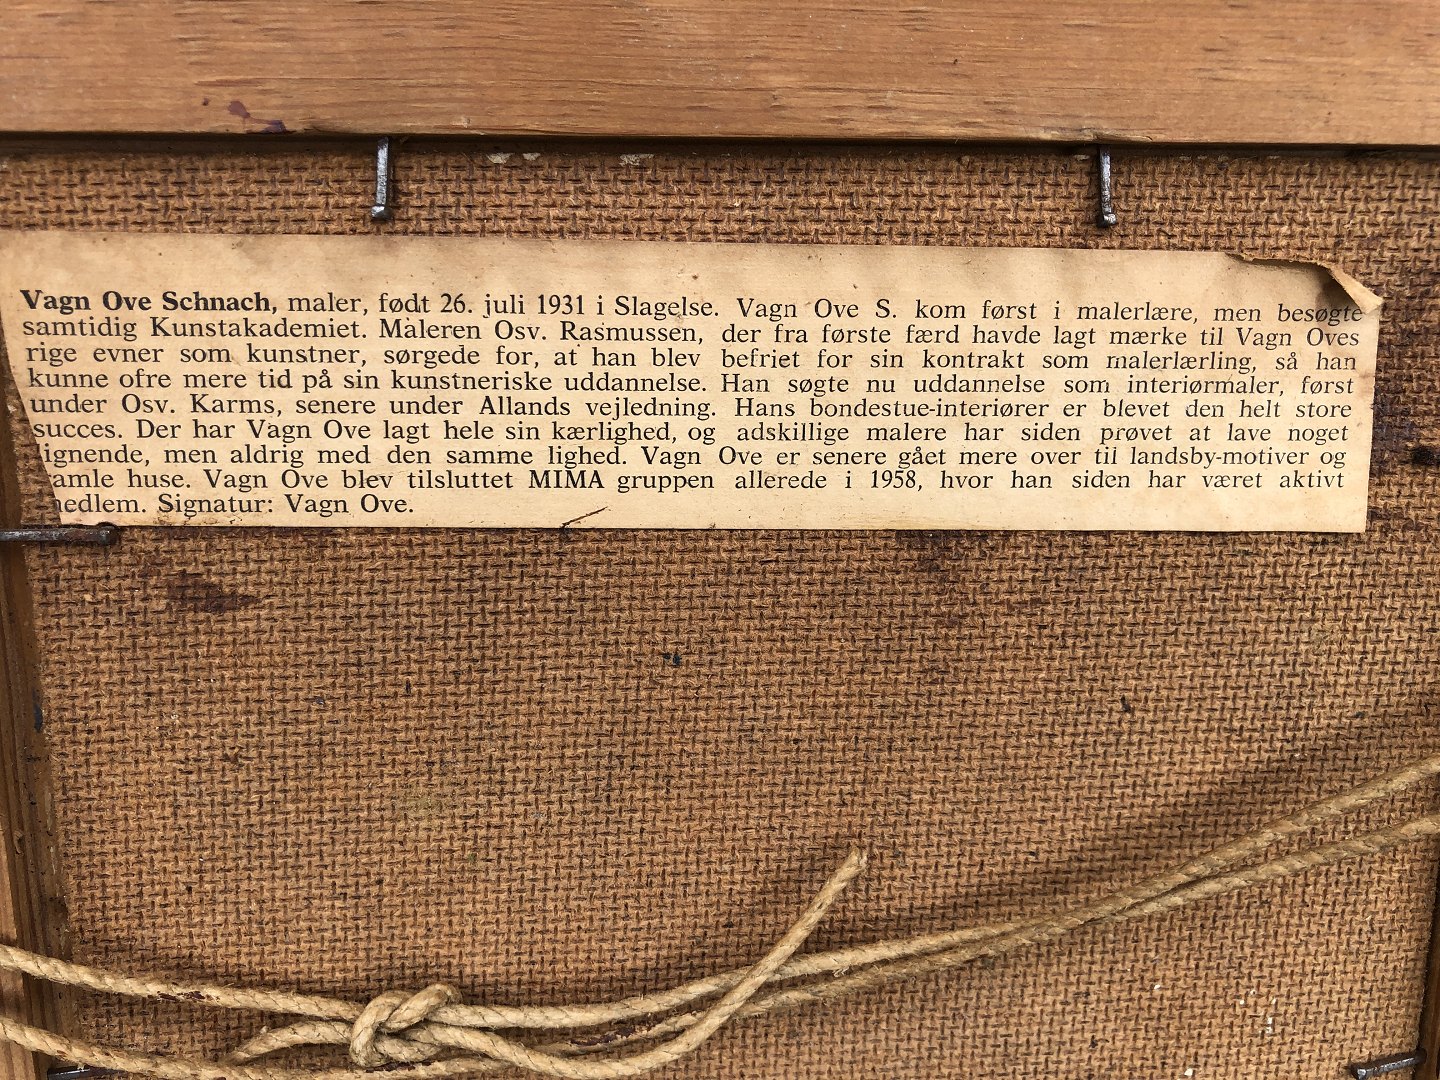 Vagn Ove Schnach, maler, født 26. juli 1931 i Slagelse. Vagn Ove S. kom først i malerlære, men besøgte
samtidig Kunstakademiet. Maleren Osv. Rasmussen, der fra første færd havde lagt mærke til Vagn Oves
rige evner som kunstner, sørgede for, at han blev befriet for sin kontrakt som malerlærling, så han
kunne ofre mere tid på sin kunstneriske uddannelse. Han søgte nu uddannelse som interiørmaler, først
under Osv. Karms, senere under Allands vejledning. Hans bondestue-interiører er blevet den helt store
succes. Der har Vagn Ove lagt hele sin kærlighed, og adskillige malere har siden prøvet at lave noget
lignende, men aldrig med den samme lighed. Vagn Ove er senere gået mere over til landsby-motiver og
amle huse. Vagn Ove blev tilsluttet MIMA gruppen allerede i 1958, hvor han siden har været aktivt
medlem. Signatur: Vagn Ove.